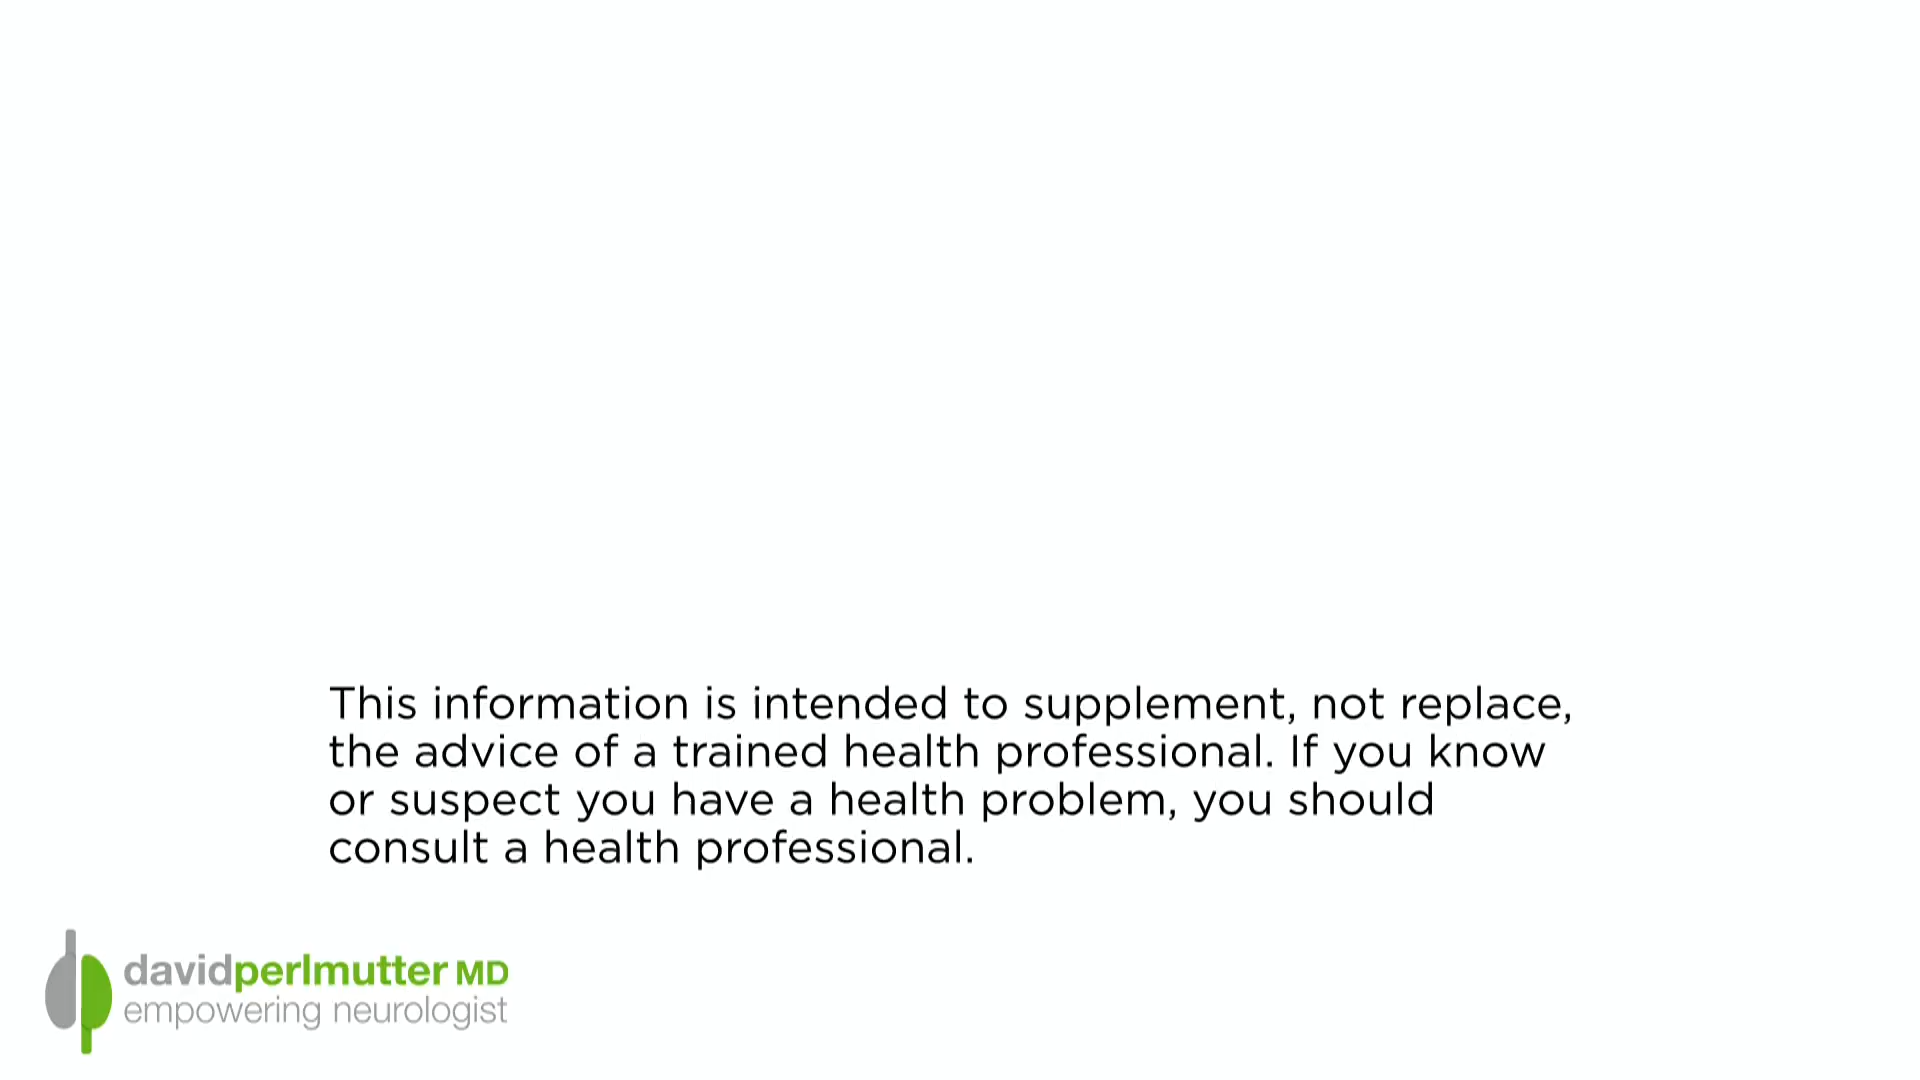 This information is intended to supplement, not replace,
the advice of a trained health professional. If you know
or suspect you have a health problem, you should
consult a health professional.
davidperlmutter MD
empowering neurologist